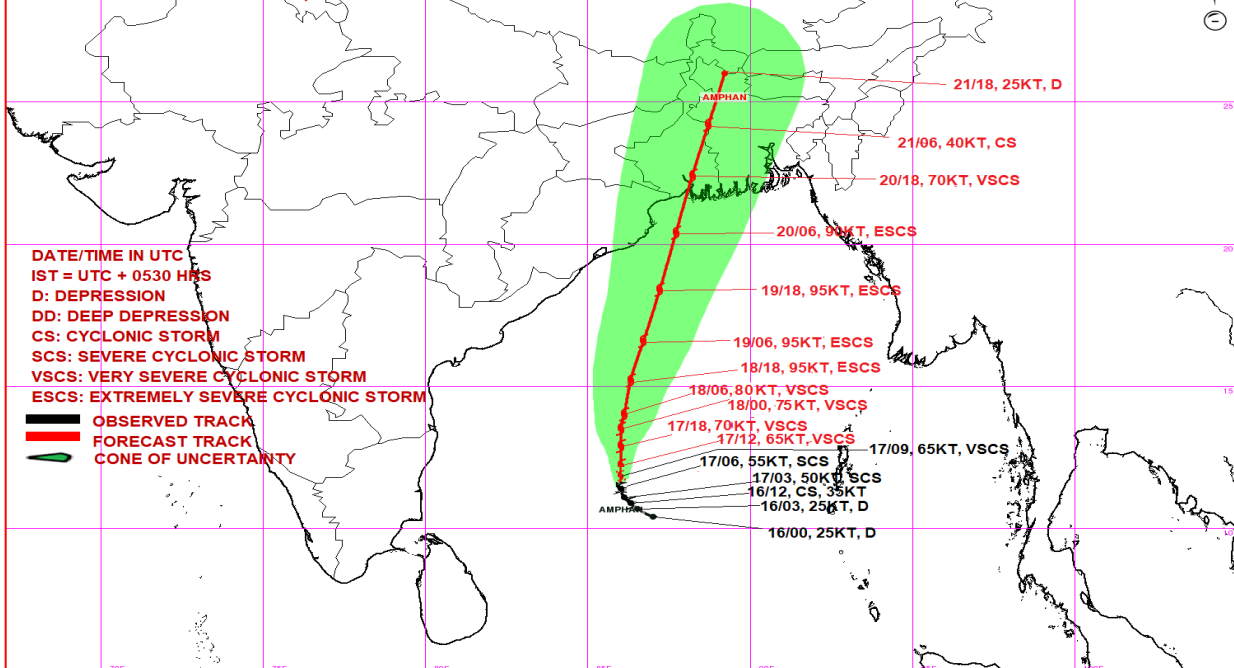 21/18, 25KT, D
AMPHAN
25
21/06, 40KT, CS
20/18, 70KT, VSCS
20/06, 90KT, ESCS
20
DATE/TIME IN UTC
IST = UTC + 0530 HRS
D: DEPRESSION
DD: DEEP DEPRESSION
CS: CYCLONIC STORM
SCS: SEVERE CYCLONIC STORM
VSCS: VERY SEVERE CYCLONIC STORM
ESCS: EXTREMELY SEVERE CYCLONIC STORM
OBSERVED TRACK
FORECAST TRACK
CONE OF UNCERTAINTY
19/18, 95KT, ESCS
19/06, 95KT, ESCS
18/18, 95KT, ESCS
15
18/06, 80KT, VSCS
18/00, 75KT, VSCS
17/18, 70KT, VSCS
17/12, 65KT, VSCS
17/09, 65KT, VSCS
17/06, 55KT, SCS
17/03, 50KT, SCS
16/12, CS, 35KT
16/03, 25KT, D
AMPHAN
16/00, 25KT, D